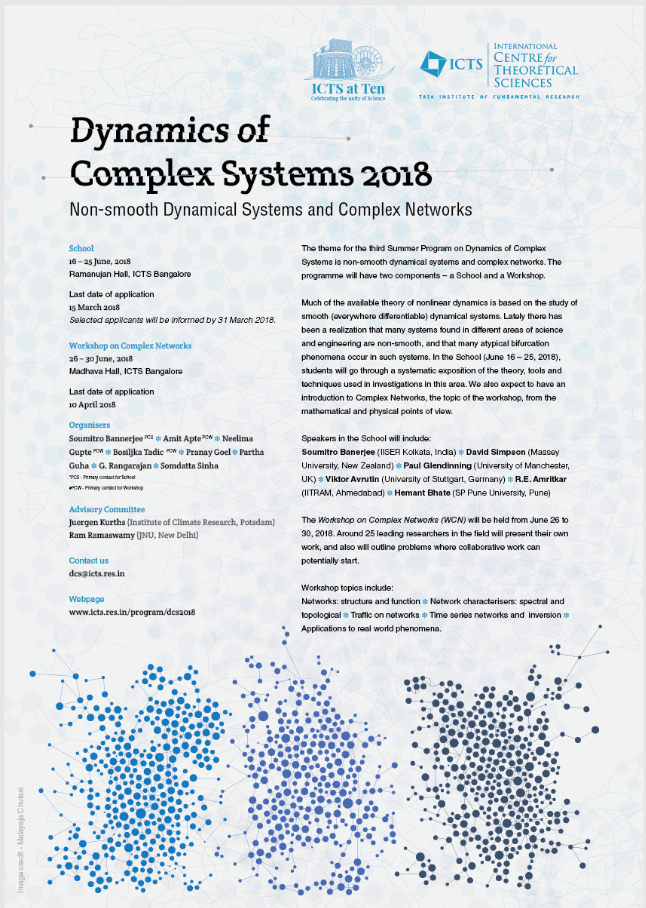 ICTS at Ten
Celebrating the unity of Science
ICTS
INTERNATIONAL
CENTRE for
THEORETICAL
SCIENCES
TATA INSTITUTE OF FUNDAMENTAL RESEARCH
Dynamics of
Complex Systems 2018
Non-smooth Dynamical Systems and Complex Networks
School
16 – 25 June, 2018
Ramanujan Hall, ICTS Bangalore
Last date of application
15 March 2018
Selected applicants will be informed by 31 March 2018.
Workshop on Complex Networks
26 – 30 June, 2018
Madhava Hall, ICTS Bangalore
Last date of application
10 April 2018
Organisers
Soumitro Bannerjee PCS ❄ Amit Apte PCW ❄ Neelima
Gupte PCW ❄ Bosiljka Tadic PCW ❄ Pranay Goel ❄ Partha
Guha ❄ G. Rangarajan ❄ Somdatta Sinha
*PCS - Primary contact for School
#PCW - Primary contact for Workshop
Advisory Committee
Juergen Kurths (Institute of Climate Research, Potsdam)
Ram Ramaswamy (JNU, New Delhi)
Contact us
dcs@icts.res.in
Webpage
www.icts.res.in/program/dcs2018
The theme for the third Summer Program on Dynamics of Complex
Systems is non-smooth dynamical systems and complex networks. The
programme will have two components – a School and a Workshop.
Much of the available theory of nonlinear dynamics is based on the study of
smooth (everywhere differentiable) dynamical systems. Lately there has
been a realization that many systems found in different areas of science
and engineering are non-smooth, and that many atypical bifurcation
phenomena occur in such systems. In the School (June 16 – 25, 2018),
students will go through a systematic exposition of the theory, tools and
techniques used in investigations in this area. We also expect to have an
introduction to Complex Networks, the topic of the workshop, from the
mathematical and physical points of view.
Speakers in the School will include:
Soumitro Banerjee (IISER Kolkata, India) ❄ David Simpson (Massey
University, New Zealand) ❄ Paul Glendinning (University of Manchester,
UK) ❄ Viktor Avrutin (University of Stuttgart, Germany) ❄ R.E. Amritkar
(IITRAM, Ahmedabad) ❄ Hemant Bhate (SP Pune University, Pune)
The Workshop on Complex Networks (WCN) will be held from June 26 to
30, 2018. Around 25 leading researchers in the field will present their own
work, and also will outline problems where collaborative work can
potentially start.
Workshop topics include:
Networks: structure and function ❄ Network characterisers: spectral and
topological ❄ Traffic on networks ❄ Time series networks and inversion ❄
Applications to real world phenomena.
Image credit - Malayaja Chutani